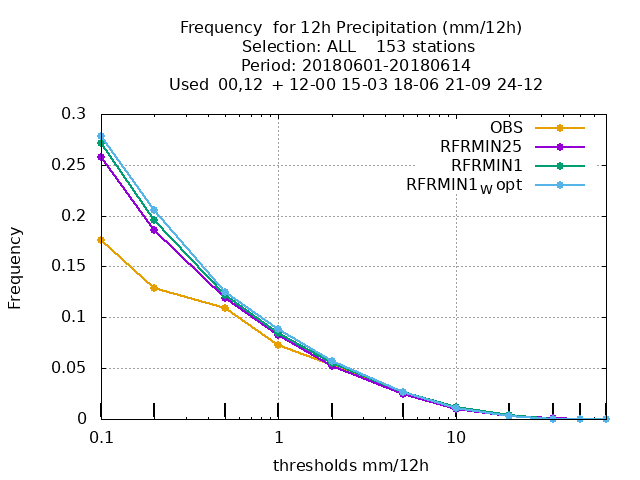 Frequency for 12h Precipitation (mm/12h)
Selection: ALL 153 stations
Period: 20180601-20180614
Used 00,12 + 12-00 15-03 18-06 21-09 24-12
0.3
0.25
0.2
0.15
0.1
0.05
0
Frequency
OBS
RFRMIN25
RFRMIN1
RFRMIN1w opt
0.1 1 10
thresholds mm/12h